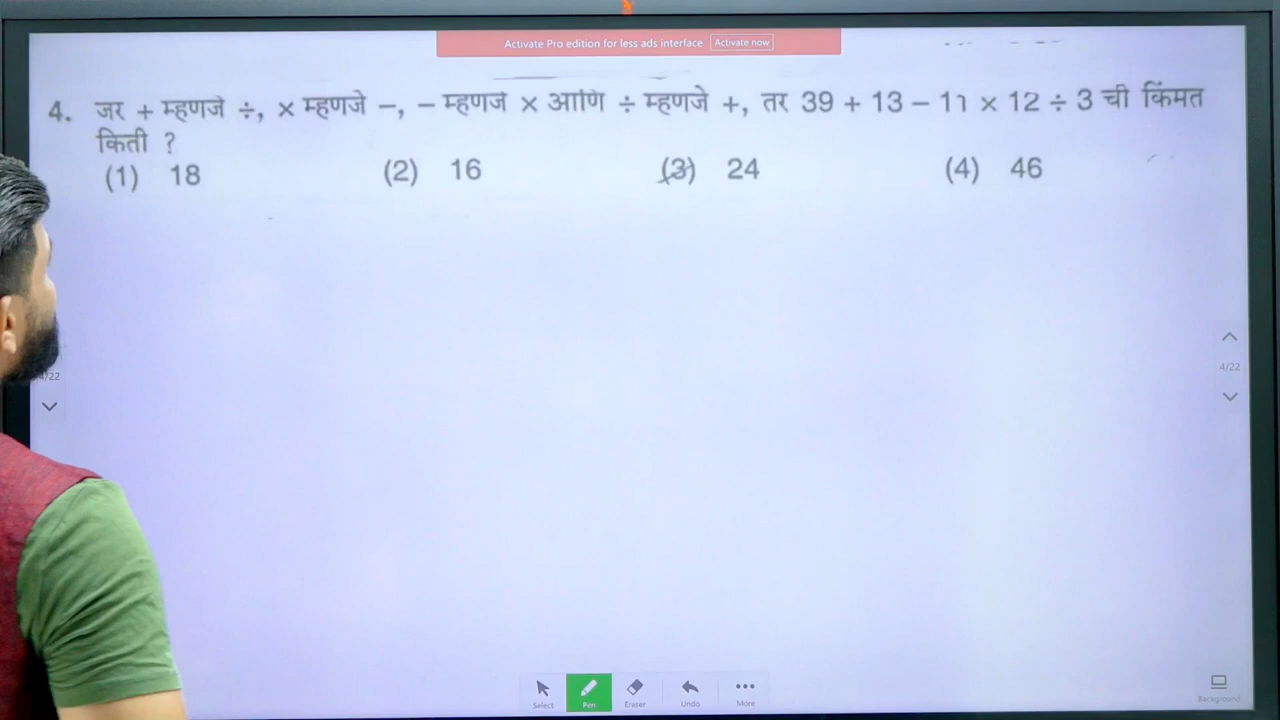 Activate Pro edition for less ads interface Activate now
4. जर + म्हणजे ÷, × म्हणजे −, − म्हणजे × आणि ÷ म्हणजे +, तर 39 + 13 − 11 × 12 ÷ 3 ची किंमत
किती ?
(1) 18 (2) 16 (3) 24 (4) 46
4/22
4/22
Select Pen Eraser Undo More
Background